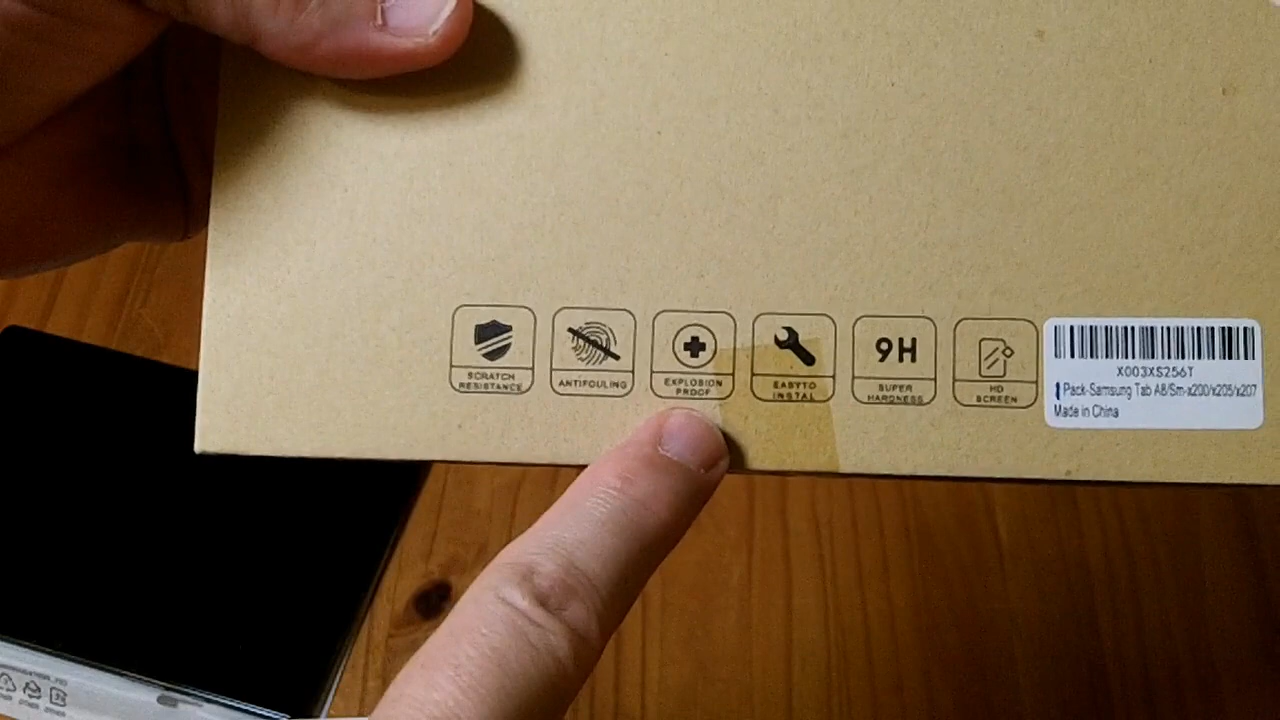 SCRATCH
RESISTANCE
ANTIFOULING
EXPLOSION
PROOF
EASYTO
INSTAL
9H
SUPER
HARDNESS
HD
SCREEN
X003XS256T
Pack-Samsung Tab A8/Sm-x200/x205/x207
Made in China